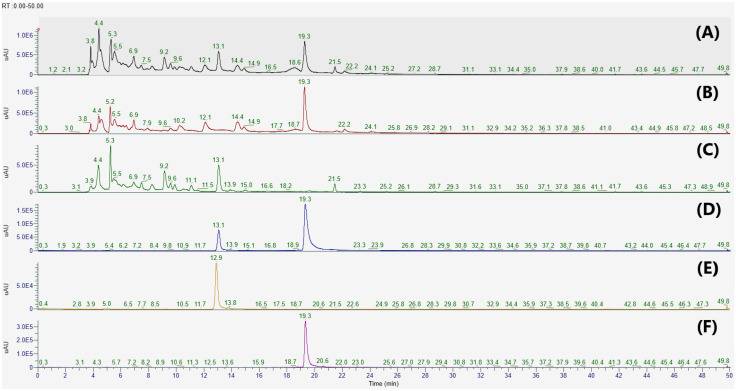 RT : 0.00-50.00
(A)
1.0E6
5.0E5
0.0E0
uAU
1.2 2.1 3.2 3.8 4.4 5.3 5.5 6.9 7.5 9.2 9.6 12.1 13.1 14.4 14.9 16.5 18.6 19.3 21.5 22.2 24.1 25.2 27.2 28.7 31.1 33.1 34.4 35.0 37.9 38.6 40.0 41.7 43.6 44.5 45.7 47.7 49.8
(B)
1.0E6
5.0E5
0.0E0
uAU
0.3 3.0 3.8 4.4 5.2 5.5 6.9 7.9 9.6 10.2 12.1 14.4 14.9 17.7 18.7 19.3 22.2 24.1 25.8 26.9 28.2 29.1 31.1 32.9 34.2 35.2 36.3 37.7 38.5 41.0 43.4 44.9 45.8 47.2 48.5 49.8
(C)
5.0E5
0.0E0
uAU
0.3 3.1 3.9 4.4 5.3 5.5 6.9 7.5 9.2 9.6 11.1 11.5 13.1 13.9 15.0 16.6 18.2 21.5 23.3 25.2 26.1 28.7 29.3 31.6 33.1 35.0 37.1 37.8 38.6 41.1 41.7 43.6 45.3 47.3 48.9 49.8
(D)
1.5E5
1.0E5
5.0E4
0.0E0
uAU
0.3 1.9 3.2 3.9 5.4 6.2 7.2 8.4 9.8 10.9 11.7 13.1 13.9 15.1 16.8 18.9 19.3 23.3 23.9 26.8 28.3 29.9 30.8 32.2 33.6 34.6 35.9 37.2 38.7 39.8 40.7 43.2 44.0 45.4 46.4 47.7 49.8
(E)
5.0E4
0.0E0
uAU
0.4 2.8 3.9 5.0 6.5 7.7 8.5 10.5 11.7 12.9 13.8 16.5 17.5 18.7 20.6 21.5 22.6 24.9 25.8 26.8 28.3 29.8 30.7 32.9 34.4 35.9 37.3 38.5 39.6 40.4 42.8 44.6 45.5 46.3 47.3 49.8
(F)
3.0E5
2.0E5
1.0E5
0.0E0
uAU
0.3 3.1 4.3 5.7 7.2 8.2 8.9 10.6 11.3 12.5 13.6 15.9 18.7 19.3 20.6 22.0 23.0 25.6 27.0 27.9 29.4 30.8 31.8 33.4 34.7 35.7 37.2 37.9 39.6 40.4 41.3 43.6 44.6 45.4 46.4 47.6 49.8
0 2 4 6 8 10 12 14 16 18 20 22 24 26 28 30 32 34 36 38 40 42 44 46 48 50
Time (min)